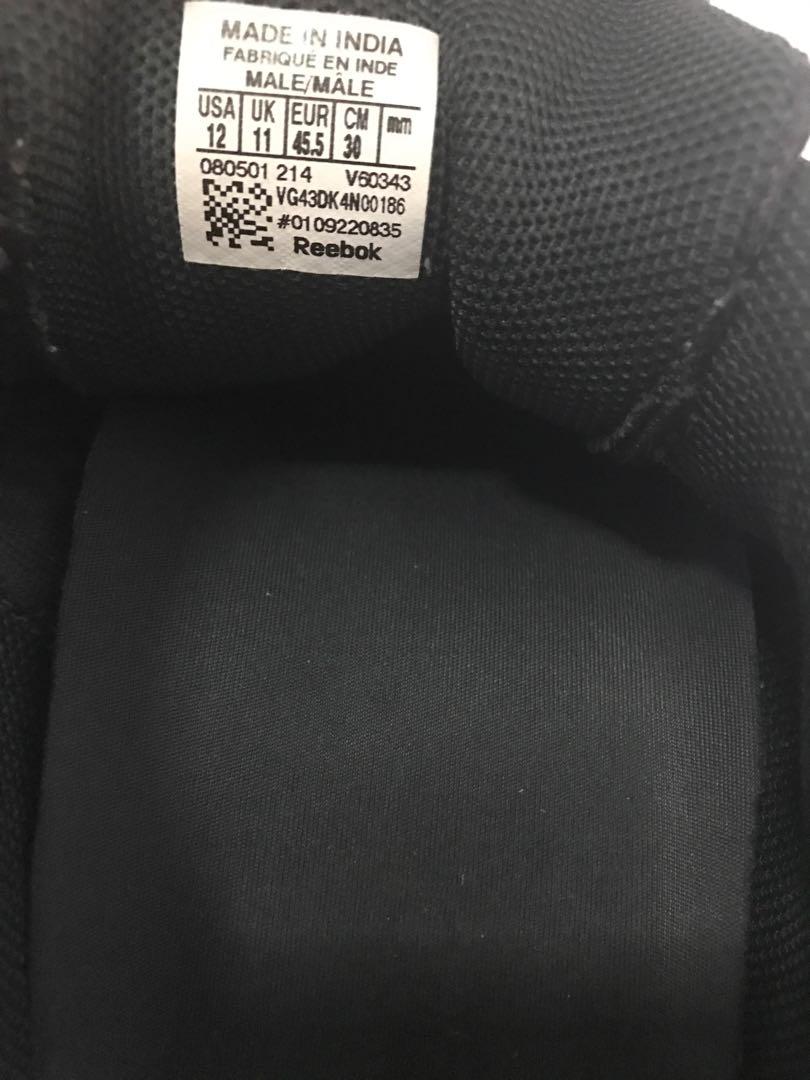 MADE IN INDIA
FABRIQUÉ EN INDE
MALE/MÂLE
USA UK EUR CM mm
12 11 45.5 30
080501 214 V60343
VG43DK4N00186
#0109220835
Reebok